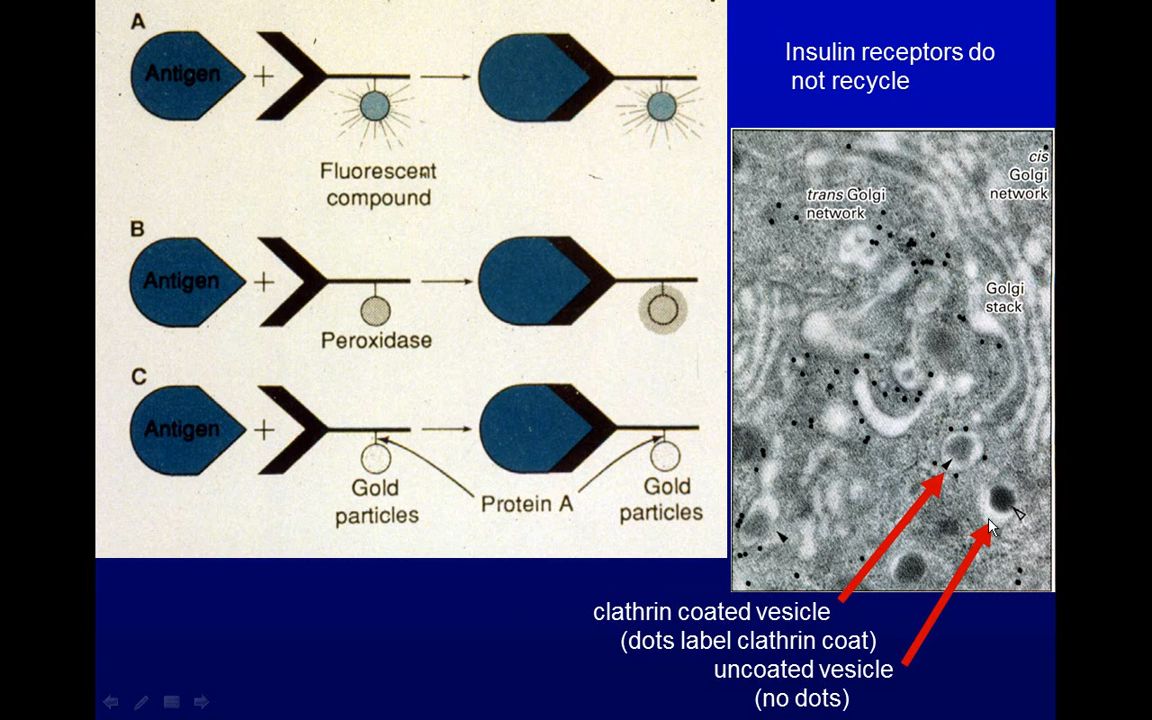 A
Antigen
+
Fluorescent
compound
B
Antigen
+
Peroxidase
C
Antigen
+
Gold
particles
Protein A
Gold
particles
Insulin receptors do
not recycle
cis
Golgi
network
trans Golgi
network
Golgi
stack
clathrin coated vesicle
(dots label clathrin coat)
uncoated vesicle
(no dots)